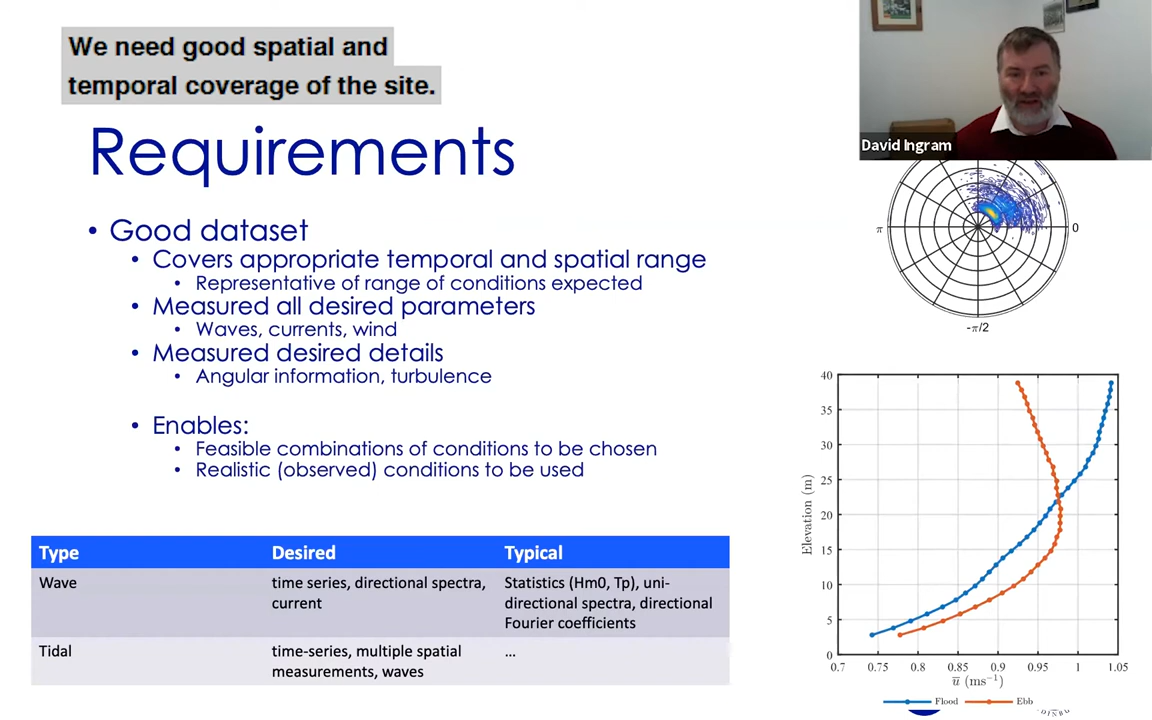 We need good spatial and
temporal coverage of the site.
David Ingram
Requirements
• Good dataset
• Covers appropriate temporal and spatial range
• Representative of range of conditions expected
• Measured all desired parameters
• Waves, currents, wind
• Measured desired details
• Angular information, turbulence
• Enables:
• Feasible combinations of conditions to be chosen
• Realistic (observed) conditions to be used
π
0
-π/2
Type Desired Typical
Wave time series, directional spectra, Statistics (Hm0, Tp), uni-
current directional spectra, directional
Fourier coefficients
Tidal time-series, multiple spatial ...
measurements, waves
40
35
30
25
20
15
10
5
0
Elevation (m)
0.7 0.75 0.8 0.85 0.9 0.95 1 1.05
u̅ (ms⁻¹)
Flood Ebb